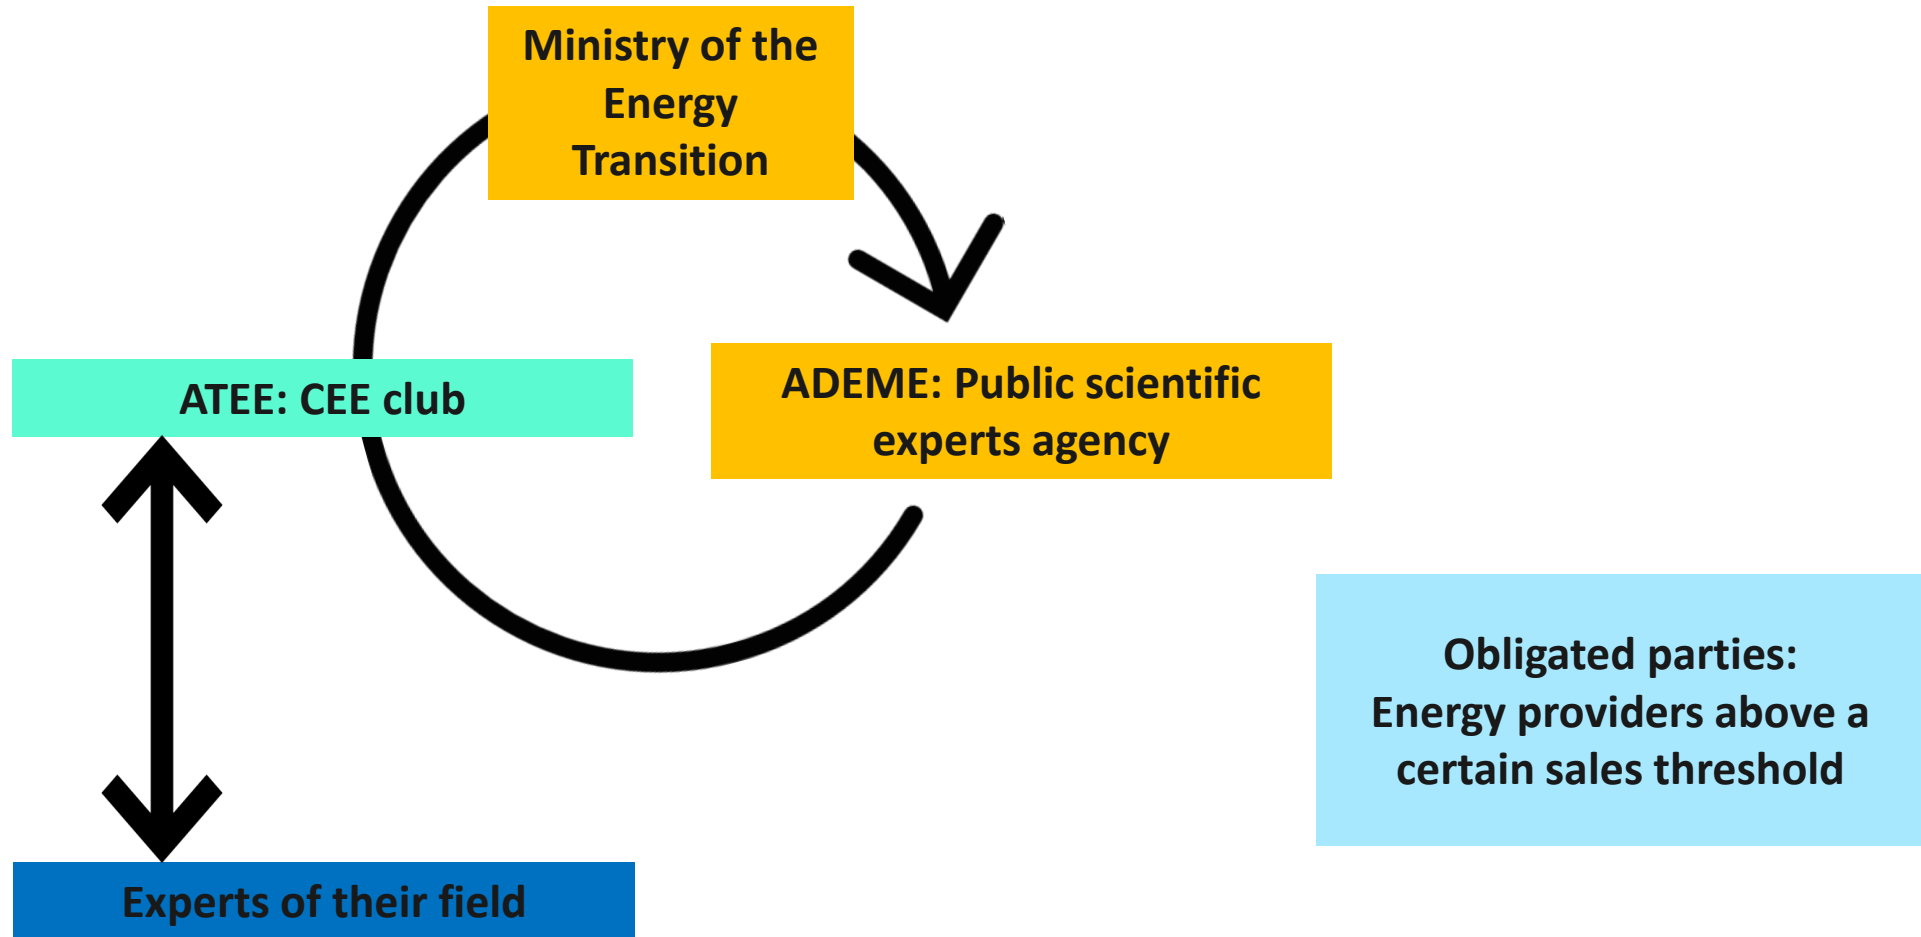 Ministry of the
Energy
Transition
ATEE: CEE club
ADEME: Public scientific
experts agency
Obligated parties:
Energy providers above a
certain sales threshold
Experts of their field